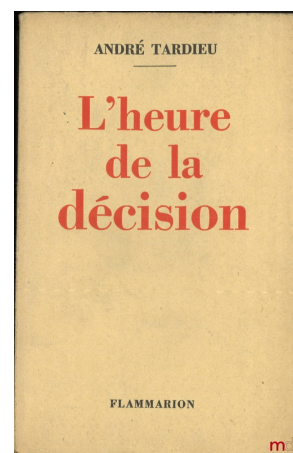 ANDRÉ TARDIEU
L'heure
de la
décision
FLAMMARION